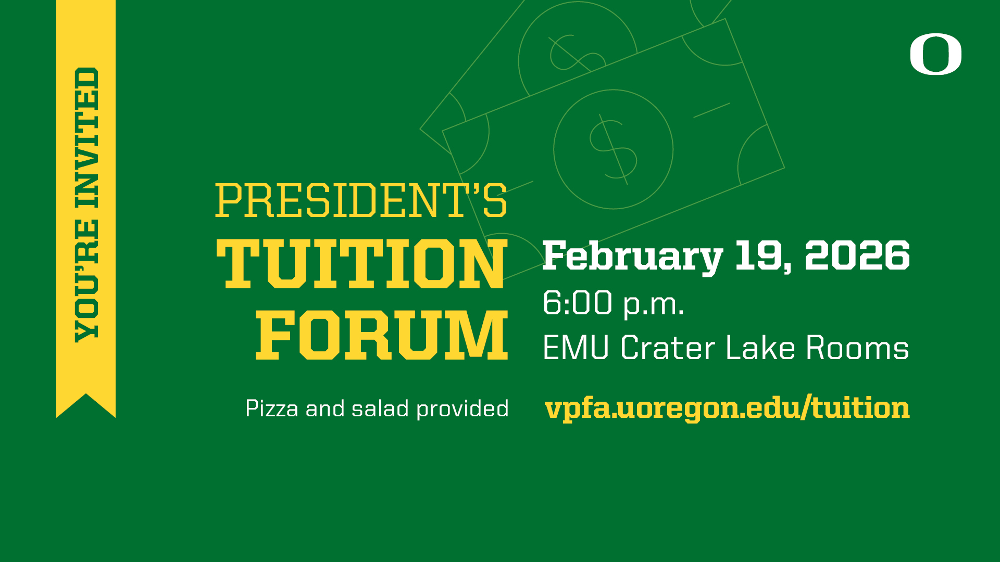 YOU'RE INVITED
PRESIDENT'S
TUITION
FORUM
Pizza and salad provided
February 19, 2026
6:00 p.m.
EMU Crater Lake Rooms
vpfa.uoregon.edu/tuition
O
$
$